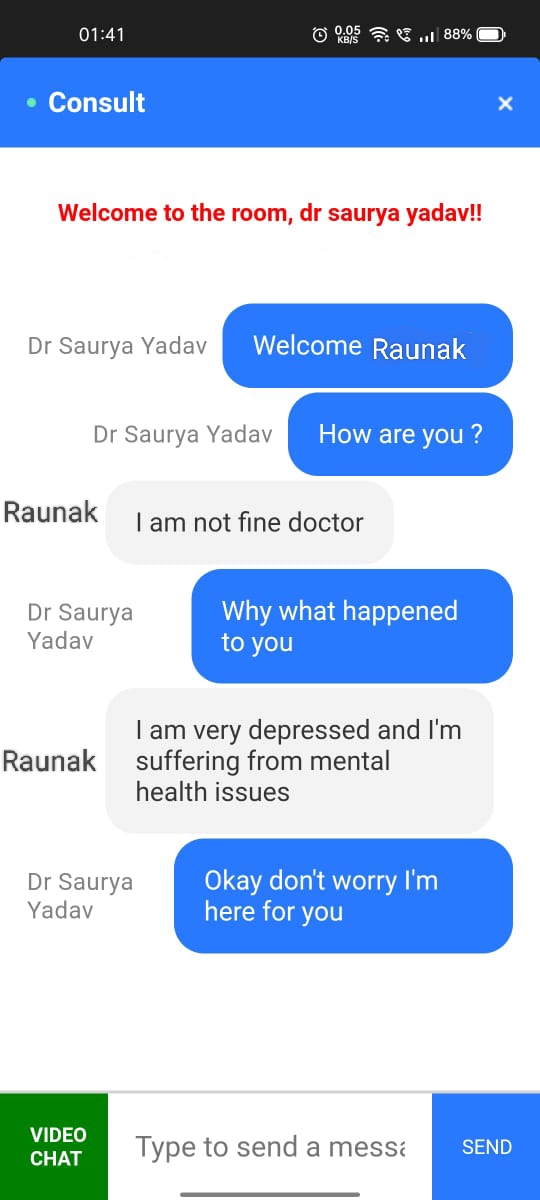 01:41 0.05 KB/S 88%
Consult ×
Welcome to the room, dr saurya yadav!!
Dr Saurya Yadav Welcome Raunak
Dr Saurya Yadav How are you ?
Raunak I am not fine doctor
Dr Saurya
Yadav
Why what happened
to you
Raunak
I am very depressed and I'm
suffering from mental
health issues
Dr Saurya
Yadav
Okay don't worry I'm
here for you
VIDEO
CHAT
Type to send a messa
SEND